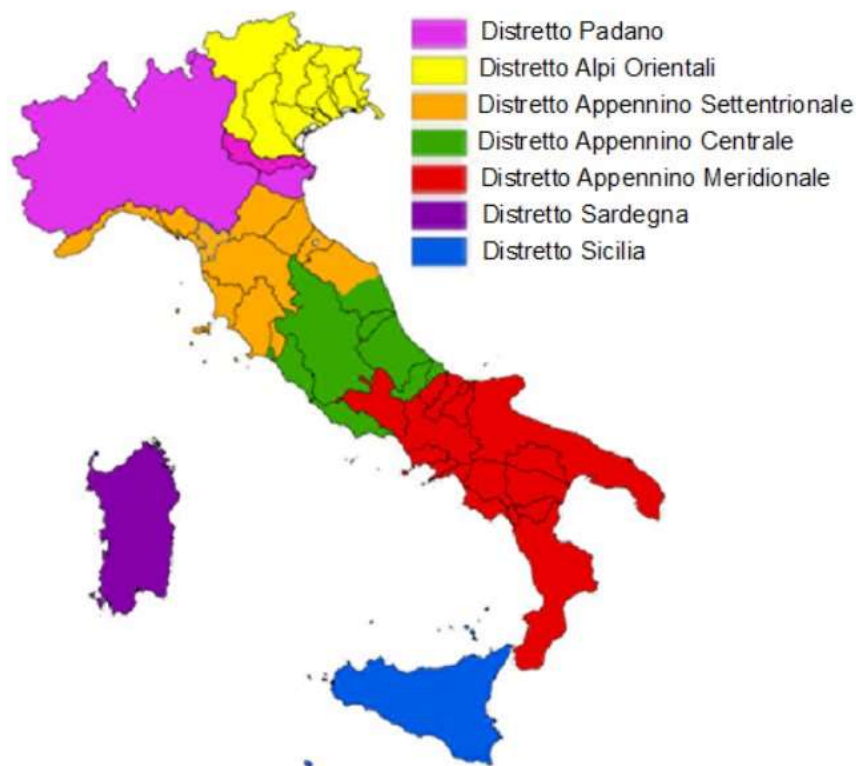 Distretto Padano
Distretto Alpi Orientali
Distretto Appennino Settentrionale
Distretto Appennino Centrale
Distretto Appennino Meridionale
Distretto Sardegna
Distretto Sicilia